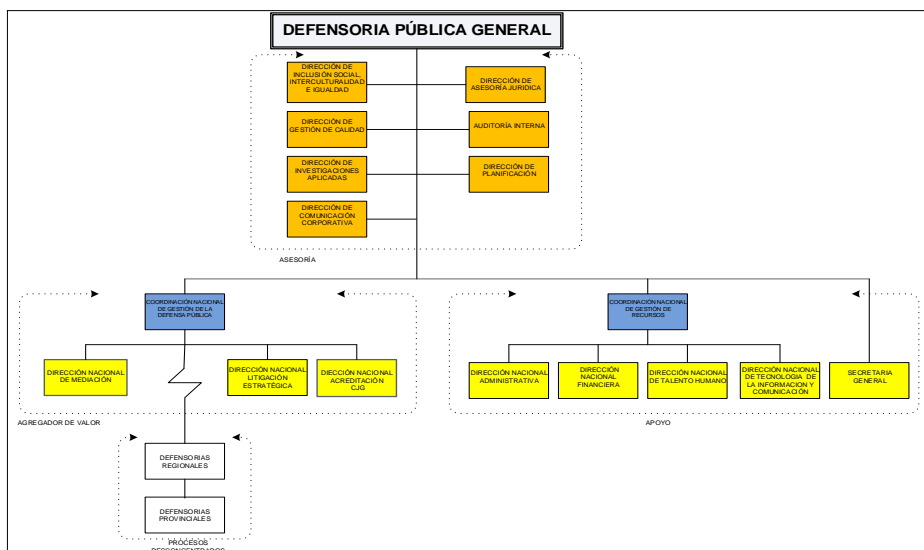 DEFENSORIA PÚBLICA GENERAL
DIRECCIÓN DE
INCLUSIÓN SOCIAL,
INTERCULTURALIDAD
E IGUALDAD
DIRECCIÓN DE
ASESORÍA JURIDICA
DIRECCIÓN DE
GESTIÓN DE CALIDAD
AUDITORÍA INTERNA
DIRECCIÓN DE
INVESTIGACIONES
APLICADAS
DIRECCIÓN DE
PLANIFICACIÓN
DIRECCIÓN DE
COMUNICACIÓN
CORPORATIVA
ASESORÍA
COORDINACIÓN NACIONAL
DE GESTIÓN DE LA
DEFENSA PÚBLICA
COORDINACIÓN NACIONAL
DE GESTIÓN DE
RECURSOS
DIRECCIÓN NACIONAL
DE MEDIACIÓN
DIRECCIÓN NACIONAL
LITIGACIÓN
ESTRATÉGICA
DIECCIÓN NACIONAL
ACREDITACIÓN
CJG
DIRECCIÓN NACIONAL
ADMINISTRATIVA
DIRECCIÓN
NACIONAL
FINANCIERA
DIRECCIÓN NACIONAL
DE TALENTO HUMANO
DIRECCIÓN NACIONAL
DE TECNOLOGIA DE
LA INFORMACION Y
COMUNICACIÓN
SECRETARIA
GENERAL
AGREGADOR DE VALOR
APOYO
DEFENSORIAS
REGIONALES
DEFENSORIAS
PROVINCIALES
PROCESOS
DESCONCENTRADOS